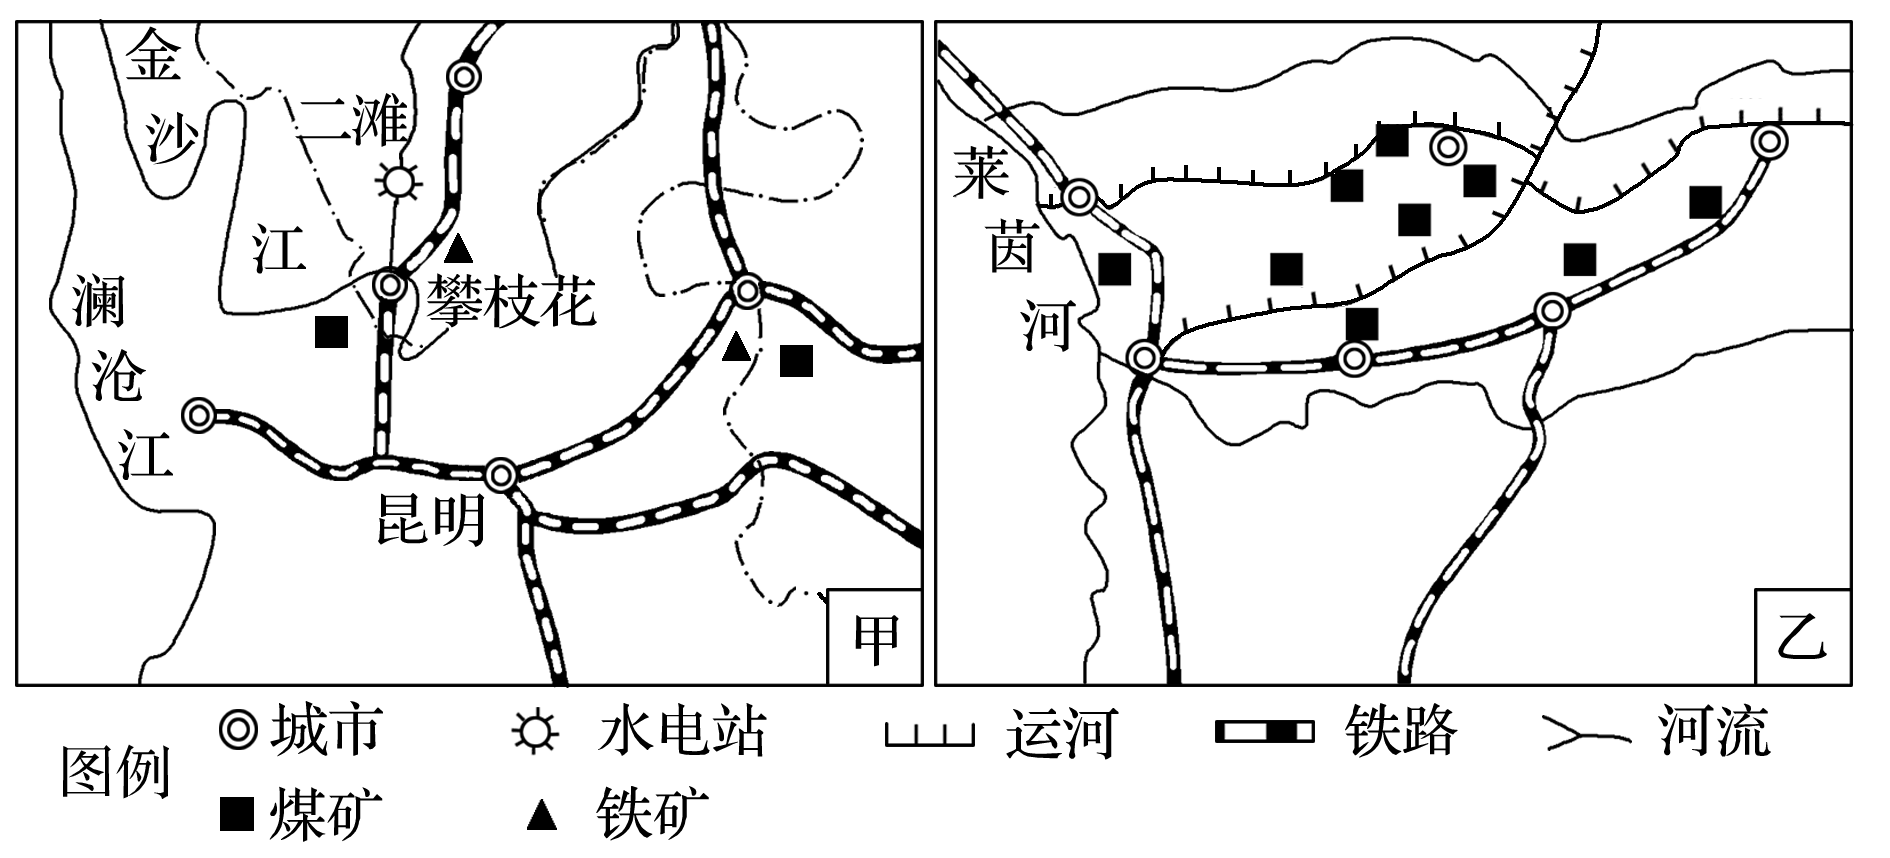 金
沙
江
二滩
攀枝花
澜
沧
江
昆明
甲
莱
茵
河
乙
图例
城市
水电站
运河
铁路
河流
煤矿
铁矿